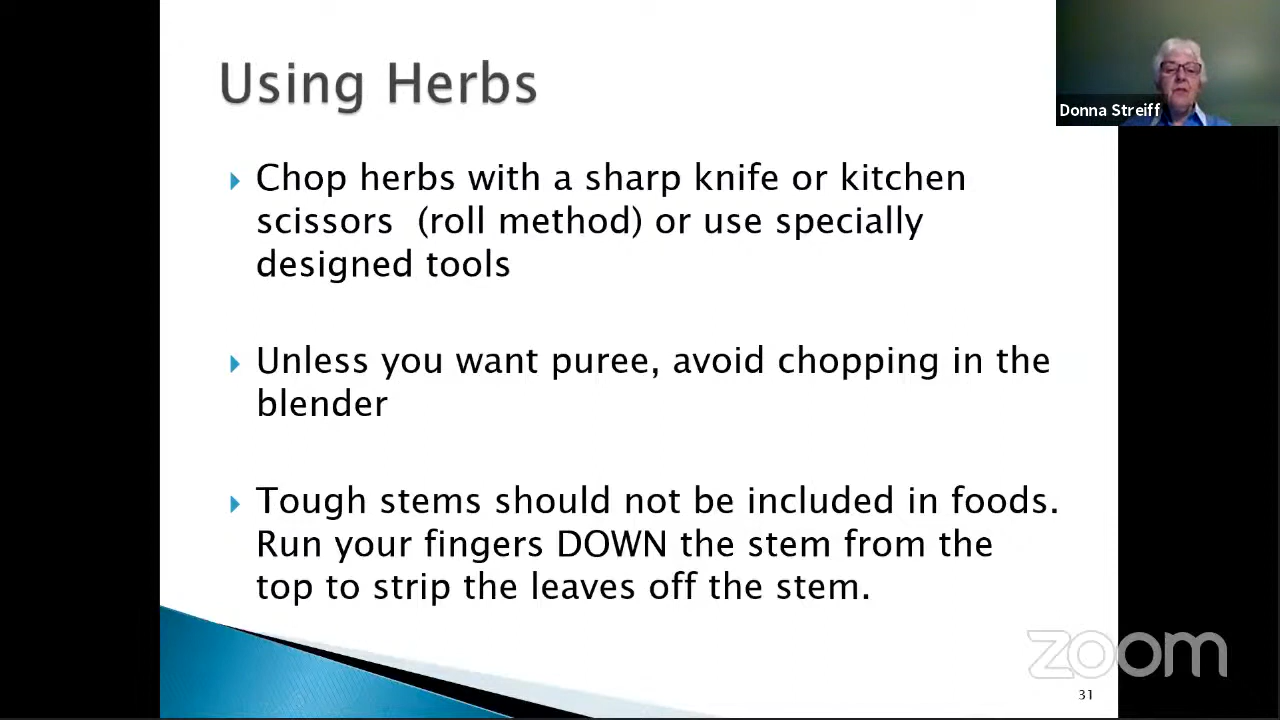 Using Herbs
Donna Streiff
Chop herbs with a sharp knife or kitchen
scissors (roll method) or use specially
designed tools
Unless you want puree, avoid chopping in the
blender
Tough stems should not be included in foods.
Run your fingers DOWN the stem from the
top to strip the leaves off the stem.
zoom
31